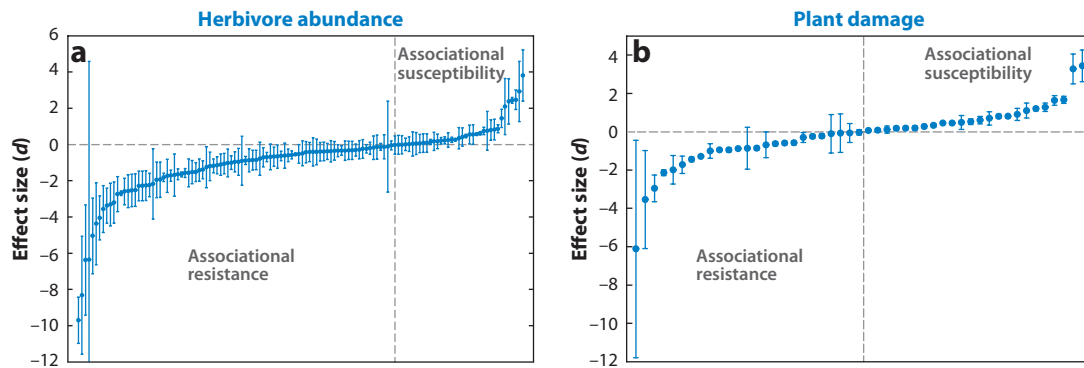 Herbivore abundance
a
Associational
susceptibility
Associational
resistance
Effect size (d)
6
4
2
0
−2
−4
−6
−8
−10
−12
Plant damage
b
Associational
susceptibility
Associational
resistance
Effect size (d)
4
2
0
−2
−4
−6
−8
−10
−12